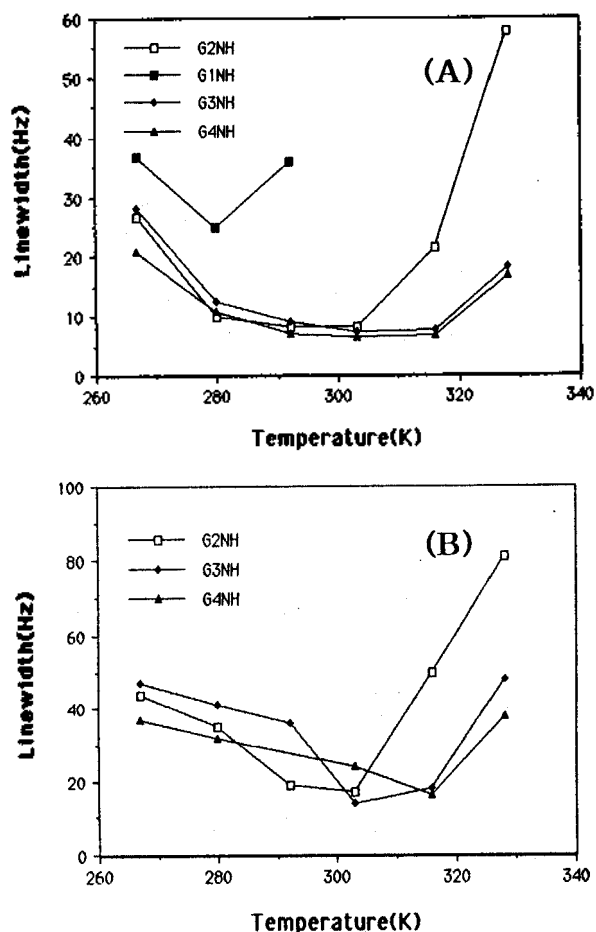 60
50
40
30
20
10
0
Linewidth(Hz)
G2NH
G1NH
G3NH
G4NH
(A)
260
280
300
320
340
Temperature(K)
100
80
60
40
20
0
Linewidth(Hz)
G2NH
G3NH
G4NH
(B)
260
280
300
320
340
Temperature(K)